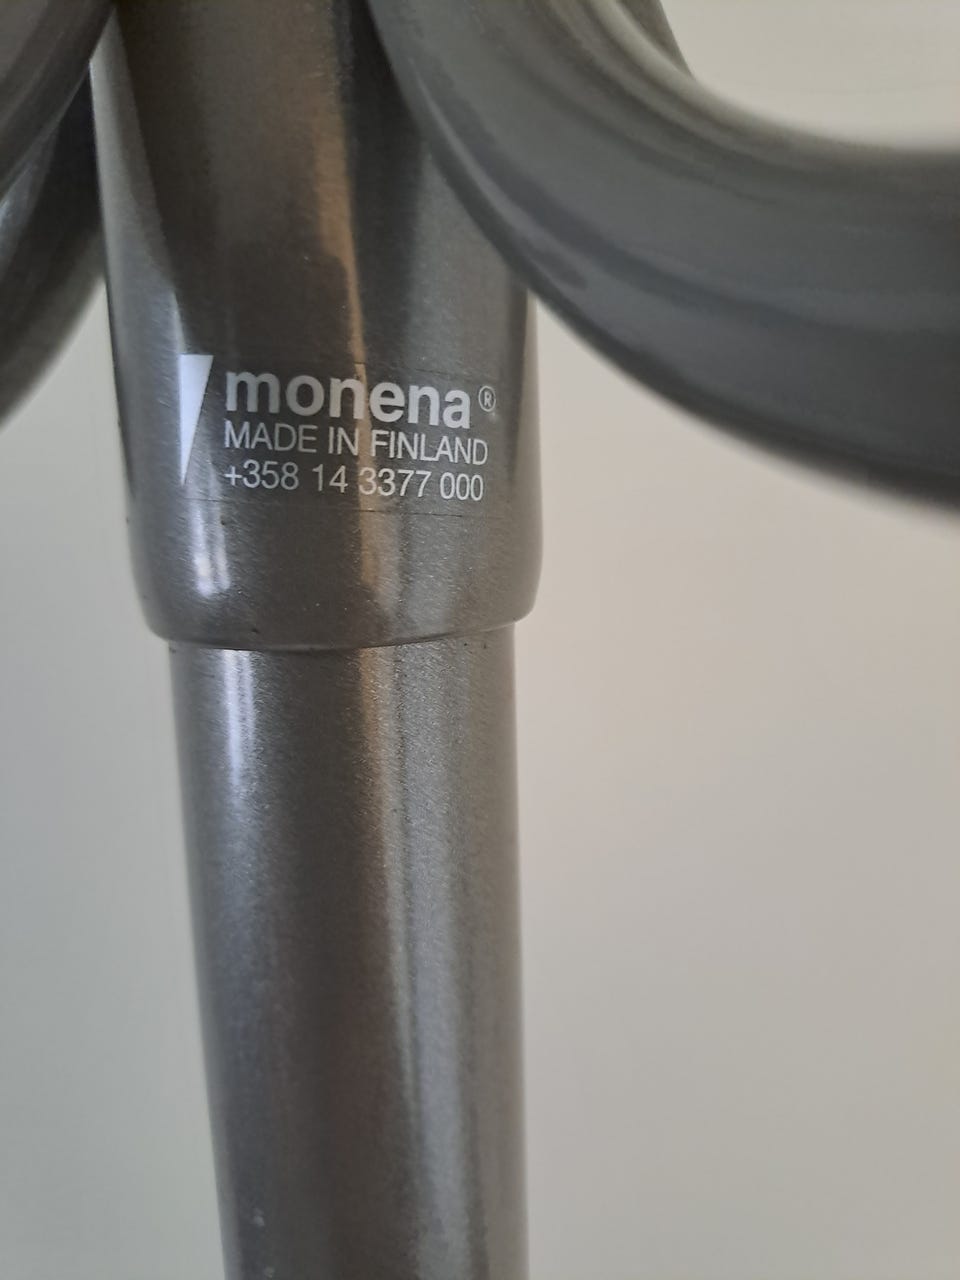 monena®
MADE IN FINLAND
+358 14 3377 000